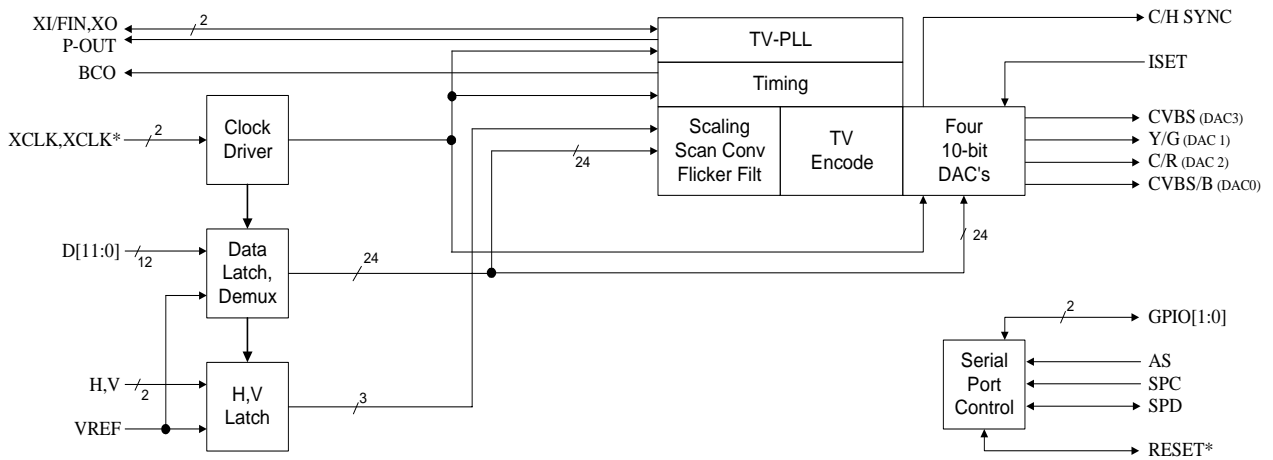 XI/FIN,XO
2
P-OUT
BCO
XCLK,XCLK*
2
Clock
Driver
D[11:0]
12
Data
Latch,
Demux
24
H,V
2
H,V
Latch
3
VREF
TV-PLL
Timing
Scaling
Scan Conv
Flicker Filt
24
TV
Encode
Four
10-bit
DAC's
24
C/H SYNC
ISET
CVBS (DAC3)
Y/G (DAC 1)
C/R (DAC 2)
CVBS/B (DAC0)
2
GPIO[1:0]
Serial
Port
Control
AS
SPC
SPD
RESET*